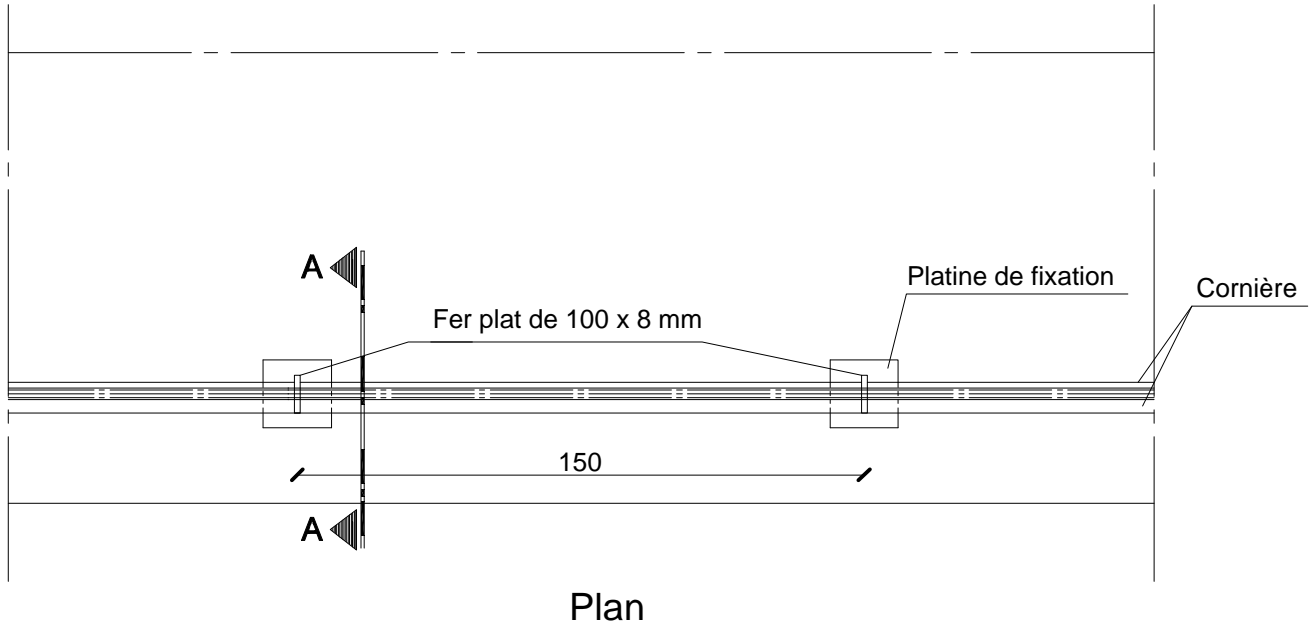 A
Platine de fixation
Cornière
Fer plat de 100 x 8 mm
150
A
Plan